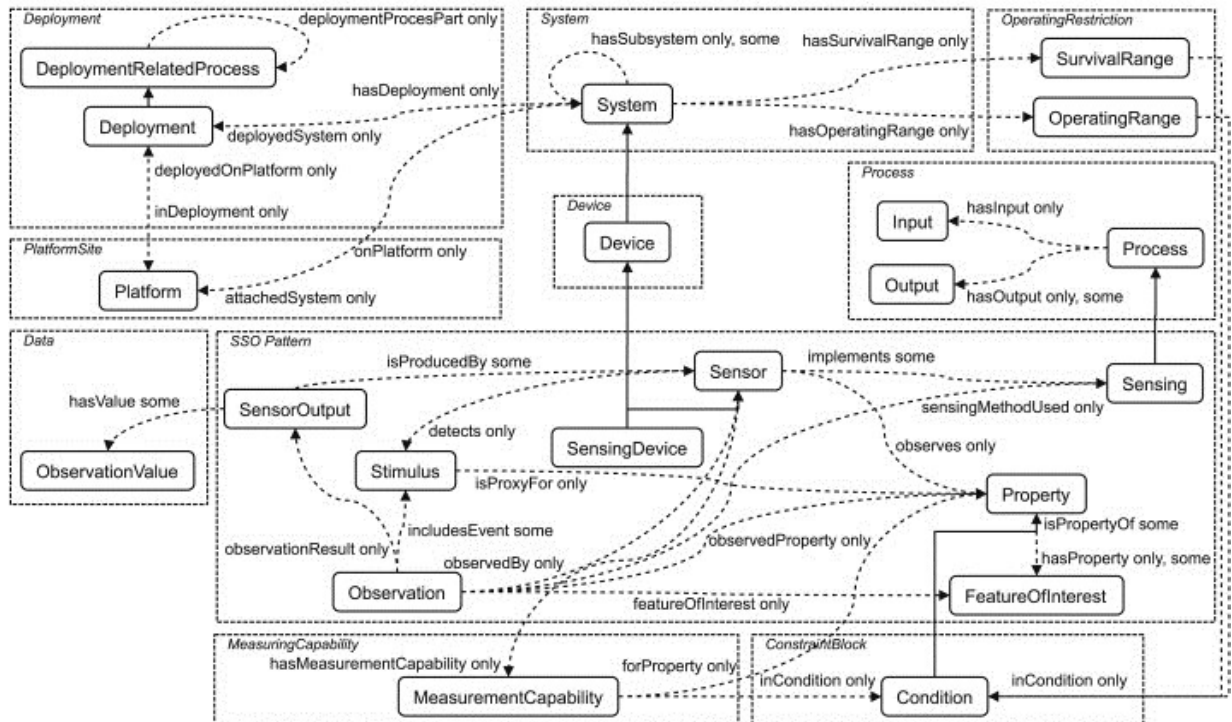 Deployment
deploymentProcesPart only
DeploymentRelatedProcess
Deployment
hasDeployment only
deployedSystem only
deployedOnPlatform only
inDeployment only
System
hasSubsystem only, some
System
hasSurvivalRange only
hasOperatingRange only
OperatingRestriction
SurvivalRange
OperatingRange
PlatformSite
Platform
onPlatform only
attachedSystem only
Device
Device
Process
Input
hasInput only
Process
Output
hasOutput only, some
Data
hasValue some
ObservationValue
SSO Pattern
isProducedBy some
Sensor
implements some
Sensing
SensorOutput
detects only
SensingDevice
sensingMethodUsed only
observes only
Stimulus
isProxyFor only
Property
includesEvent some
isPropertyOf some
observationResult only
observedBy only
observedProperty only
hasProperty only, some
Observation
featureOfInterest only
FeatureOfInterest
MeasuringCapability
hasMeasurementCapability only
forProperty only
MeasurementCapability
ConstraintBlock
inCondition only
Condition
inCondition only